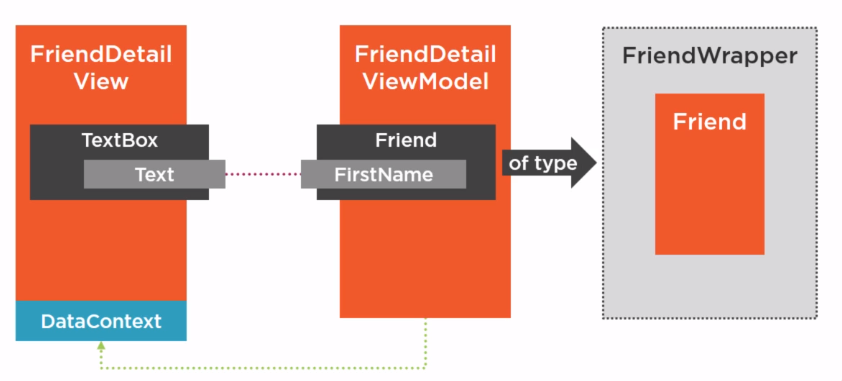 FriendDetail
View
TextBox
Text
DataContext
FriendDetail
ViewModel
Friend
FirstName
of type
FriendWrapper
Friend